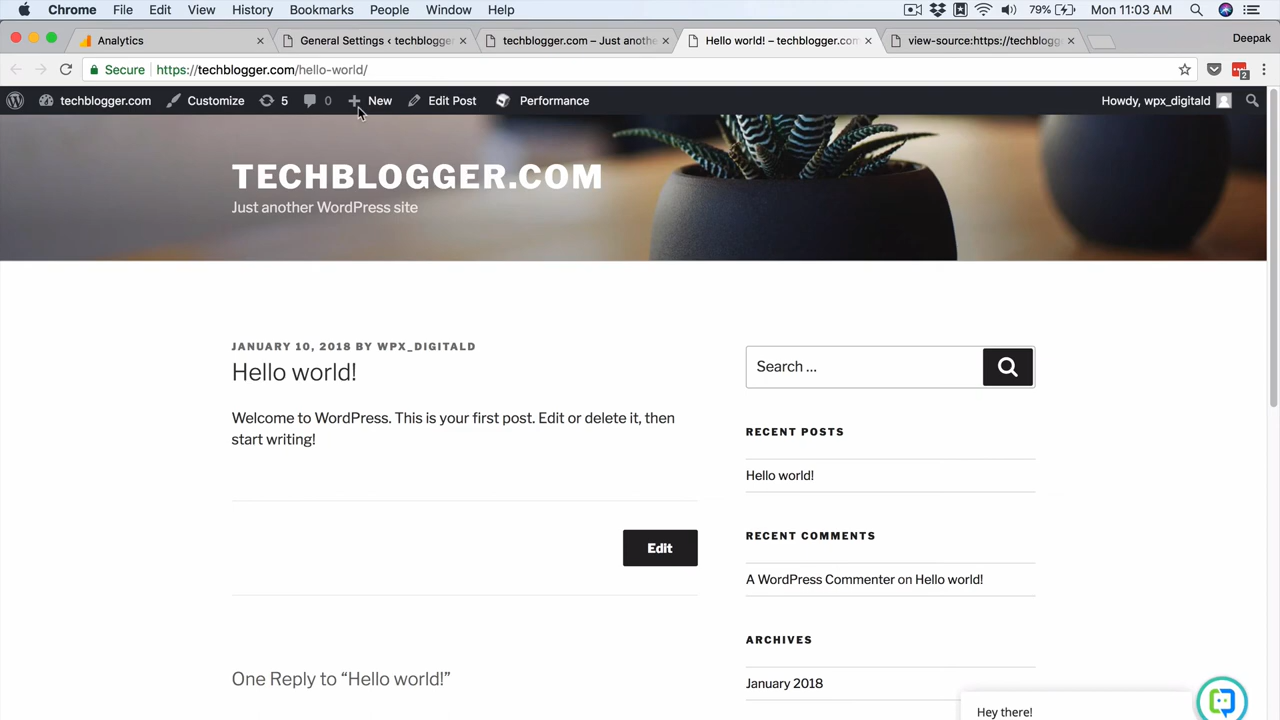 Chrome File Edit View History Bookmarks People Window Help 79% Mon 11:03 AM
Analytics General Settings ‹ techblogger techblogger.com – Just anoth Hello world! – techblogger.com view-source:https://techblogg Deepak
Secure https://techblogger.com/hello-world/ 2
techblogger.com Customize 5 0 New Edit Post Performance Howdy, wpx_digitald
TECHBLOGGER.COM
Just another WordPress site
JANUARY 10, 2018 BY WPX_DIGITALD
Hello world!
Welcome to WordPress. This is your first post. Edit or delete it, then
start writing!
Edit
One Reply to “Hello world!”
Search …
RECENT POSTS
Hello world!
RECENT COMMENTS
A WordPress Commenter on Hello world!
ARCHIVES
January 2018
Hey there!